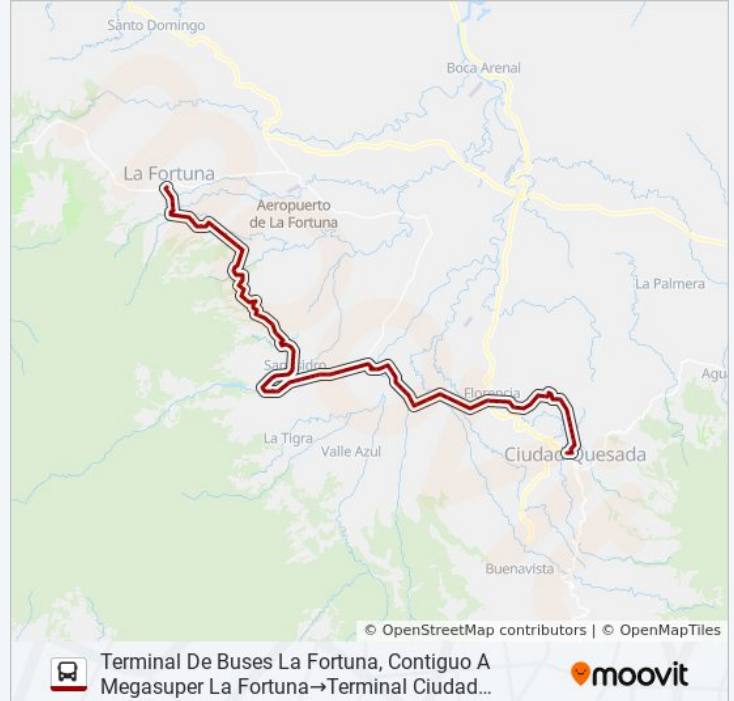 Santo Domingo
Boca Arenal
La Fortuna
Aeropuerto
de La Fortuna
La Palmera
San Isidro
Agu
Florencia
La Tigra
Valle Azul
Ciudad Quesada
Buenavista
© OpenStreetMap contributors | © OpenMapTiles
Terminal De Buses La Fortuna, Contiguo A
Megasuper La Fortuna→Terminal Ciudad...
moovit